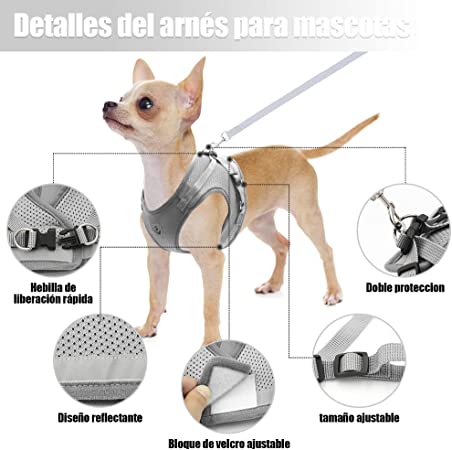 Detalles del arnés para mascotas
Hebilla de
liberación rápida
Doble proteccion
Diseño reflectante
tamaño ajustable
Bloque de velcro ajustable